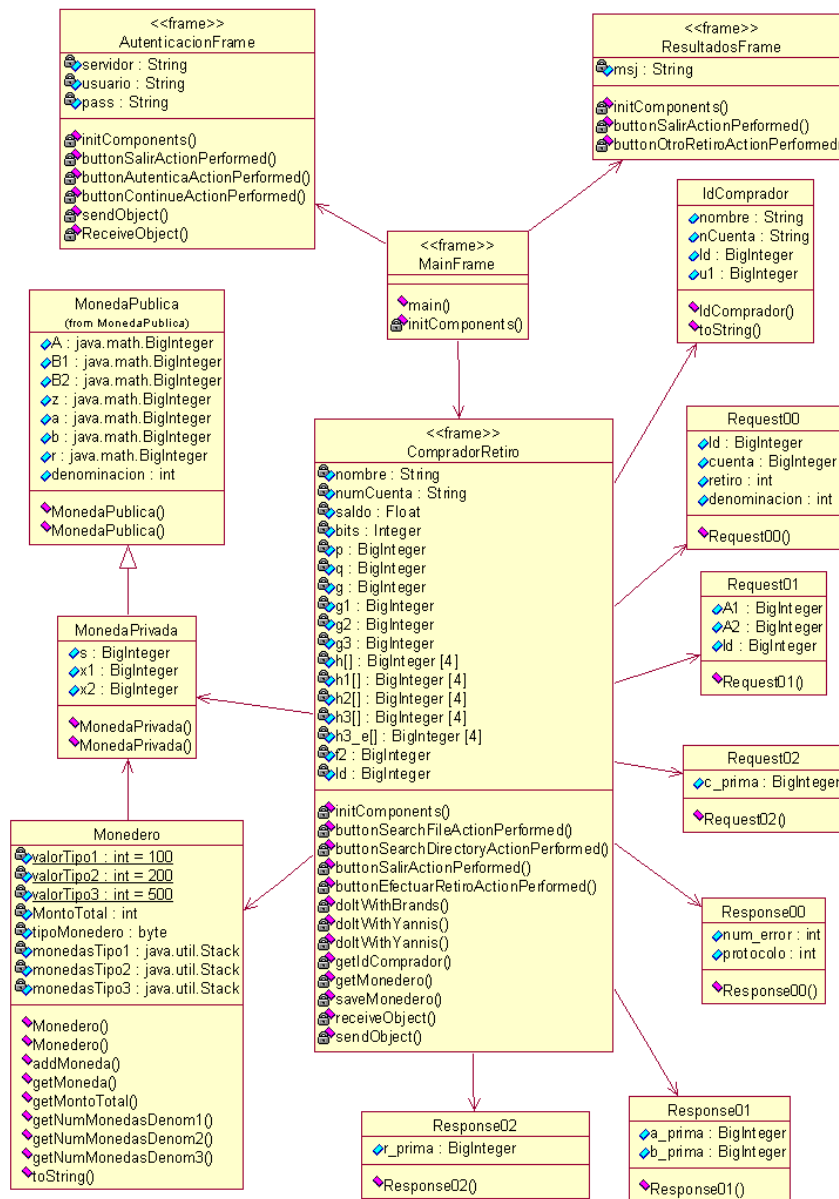 <<frame>>
AutenticacionFrame
servidor : String
usuario : String
pass : String
initComponents()
buttonSalirActionPerformed()
buttonAutenticaActionPerformed()
buttonContinueActionPerformed()
sendObject()
ReceiveObject()
<<frame>>
ResultadosFrame
msj : String
initComponents()
buttonSalirActionPerformed()
buttonOtroRetiroActionPerformed(
<<frame>>
MainFrame
main()
initComponents()
IdComprador
nombre : String
nCuenta : String
Id : BigInteger
u1 : BigInteger
IdComprador()
toString()
MonedaPublica
(from MonedaPublica)
A : java.math.BigInteger
B1 : java.math.BigInteger
B2 : java.math.BigInteger
z : java.math.BigInteger
a : java.math.BigInteger
b : java.math.BigInteger
r : java.math.BigInteger
denominacion : int
MonedaPublica()
MonedaPublica()
<<frame>>
CompradorRetiro
nombre : String
numCuenta : String
saldo : Float
bits : Integer
p : BigInteger
q : BigInteger
g : BigInteger
g1 : BigInteger
g2 : BigInteger
g3 : BigInteger
h[] : BigInteger [4]
h1[] : BigInteger [4]
h2[] : BigInteger [4]
h3[] : BigInteger [4]
h3_e[] : BigInteger [4]
f2 : BigInteger
Id : BigInteger
initComponents()
buttonSearchFileActionPerformed()
buttonSearchDirectoryActionPerformed()
buttonSalirActionPerformed()
buttonEfectuarRetiroActionPerformed()
doItWithBrands()
doItWithYannis()
doItWithYannis()
getIdComprador()
getMonedero()
saveMonedero()
receiveObject()
sendObject()
Request00
Id : BigInteger
cuenta : BigInteger
retiro : int
denominacion : int
Request00()
Request01
A1 : BigInteger
A2 : BigInteger
Id : BigInteger
Request01()
MonedaPrivada
s : BigInteger
x1 : BigInteger
x2 : BigInteger
MonedaPrivada()
MonedaPrivada()
Request02
c_prima : BigInteger
Request02()
Monedero
valorTipo1 : int = 100
valorTipo2 : int = 200
valorTipo3 : int = 500
MontoTotal : int
tipoMonedero : byte
monedasTipo1 : java.util.Stack
monedasTipo2 : java.util.Stack
monedasTipo3 : java.util.Stack
Monedero()
Monedero()
addMoneda()
getMoneda()
getMontoTotal()
getNumMonedasDenom1()
getNumMonedasDenom2()
getNumMonedasDenom3()
toString()
Response00
num_error : int
protocolo : int
Response00()
Response02
r_prima : BigInteger
Response02()
Response01
a_prima : BigInteger
b_prima : BigInteger
Response01()